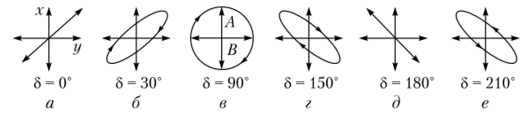 x
A
y
B
δ = 0° δ = 30° δ = 90° δ = 150° δ = 180° δ = 210°
а б в г д е